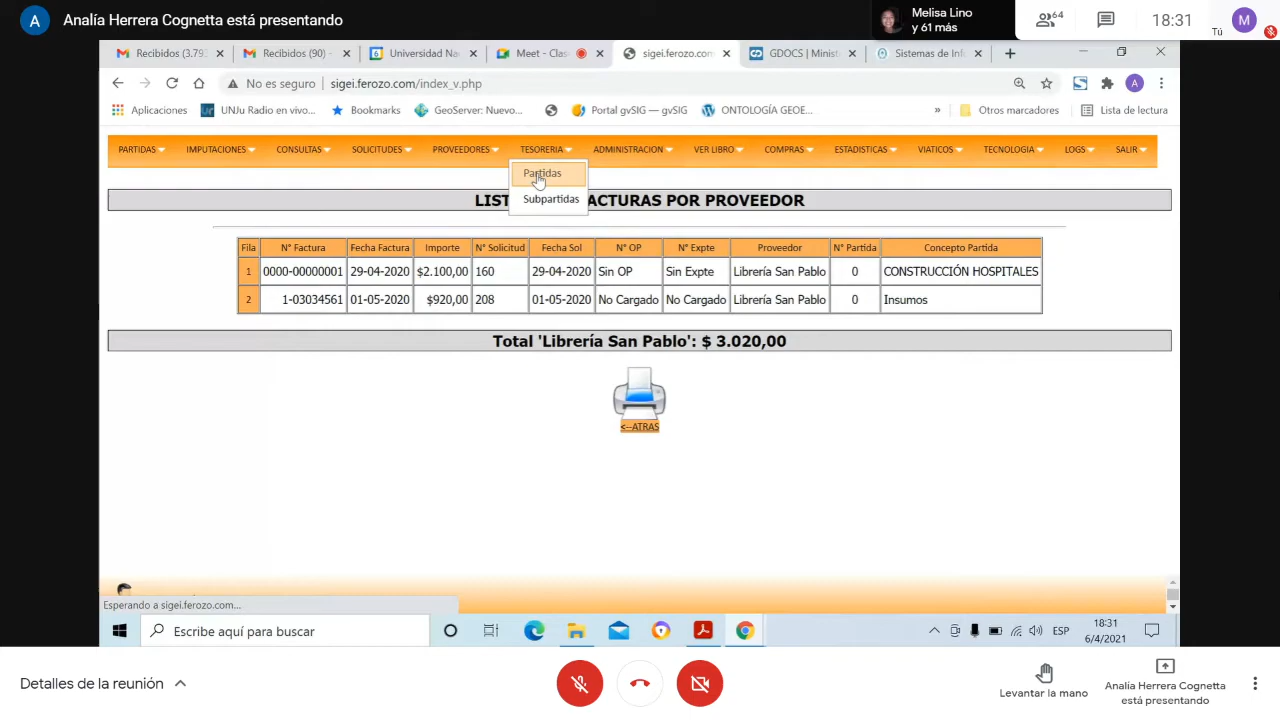 A Analía Herrera Cognetta está presentando
Melisa Lino
y 61 más
64
18:31
Tú
M
Recibidos (3.793
Recibidos (90) -
Universidad Na
Meet - Clas
sigei.ferozo.com
GDOCS | Minist
Sistemas de Inf
No es seguro | sigei.ferozo.com/index_v.php
A
Aplicaciones
UNJu Radio en vivo...
Bookmarks
GeoServer: Nuevo...
Portal gvSIG — gvSIG
ONTOLOGÍA GEOE...
»
Otros marcadores
Lista de lectura
PARTIDAS IMPUTACIONES CONSULTAS SOLICITUDES PROVEEDORES TESORERIA ADMINISTRACION VER LIBRO COMPRAS ESTADISTICAS VIATICOS TECNOLOGIA LOGS SALIR
Partidas
Subpartidas
LIST ACTURAS POR PROVEEDOR
Fila N° Factura Fecha Factura Importe N° Solicitud Fecha Sol N° OP N° Expte Proveedor N° Partida Concepto Partida
1 0000-00000001 29-04-2020 $2.100,00 160 29-04-2020 Sin OP Sin Expte Librería San Pablo 0 CONSTRUCCIÓN HOSPITALES
2 1-03034561 01-05-2020 $920,00 208 01-05-2020 No Cargado No Cargado Librería San Pablo 0 Insumos
Total 'Librería San Pablo': $ 3.020,00
<--ATRAS
Esperando a sigei.ferozo.com...
Escribe aquí para buscar
ESP
18:31
6/4/2021
Detalles de la reunión
Levantar la mano
Analía Herrera Cognetta
está presentando